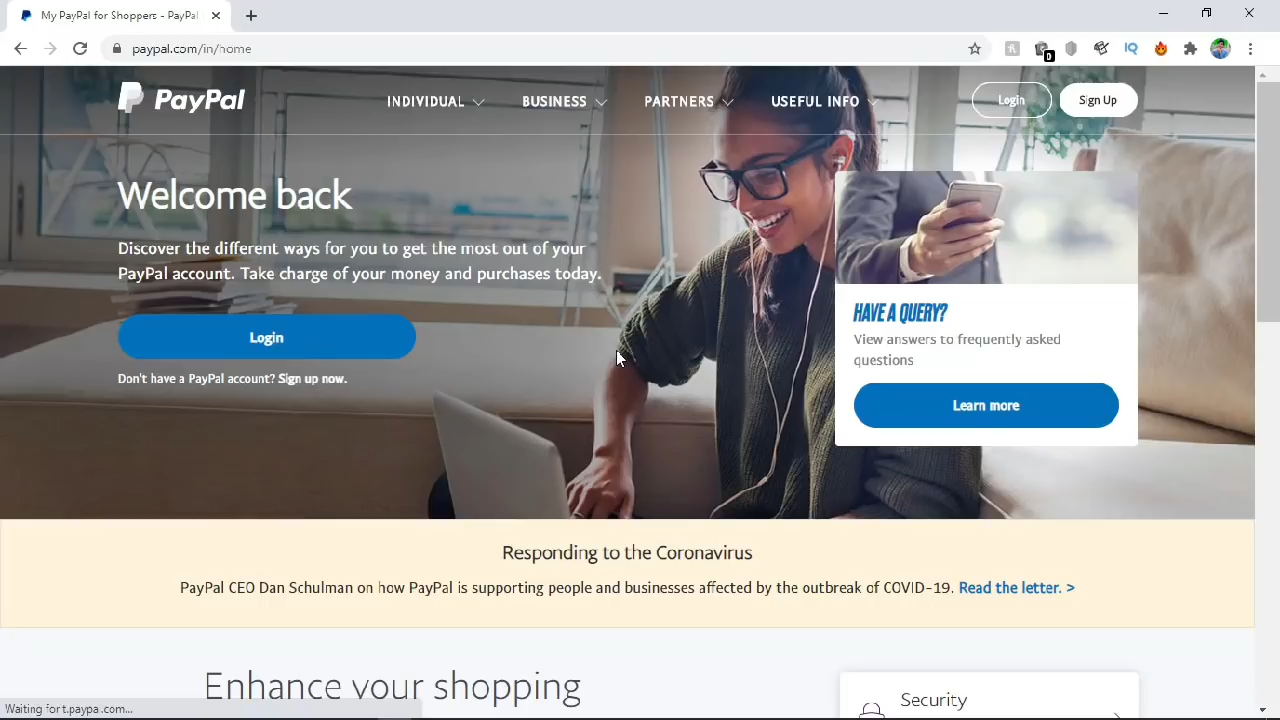 My PayPal for Shoppers - PayPal
paypal.com/in/home
PayPal
INDIVIDUAL
BUSINESS
PARTNERS
USEFUL INFO
Login
Sign Up
Welcome back
Discover the different ways for you to get the most out of your
PayPal account. Take charge of your money and purchases today.
Login
Don't have a PayPal account? Sign up now.
HAVE A QUERY?
View answers to frequently asked
questions
Learn more
Responding to the Coronavirus
PayPal CEO Dan Schulman on how PayPal is supporting people and businesses affected by the outbreak of COVID-19. Read the letter. >
Enhance your shopping
Security
Waiting for t.paypal.com...